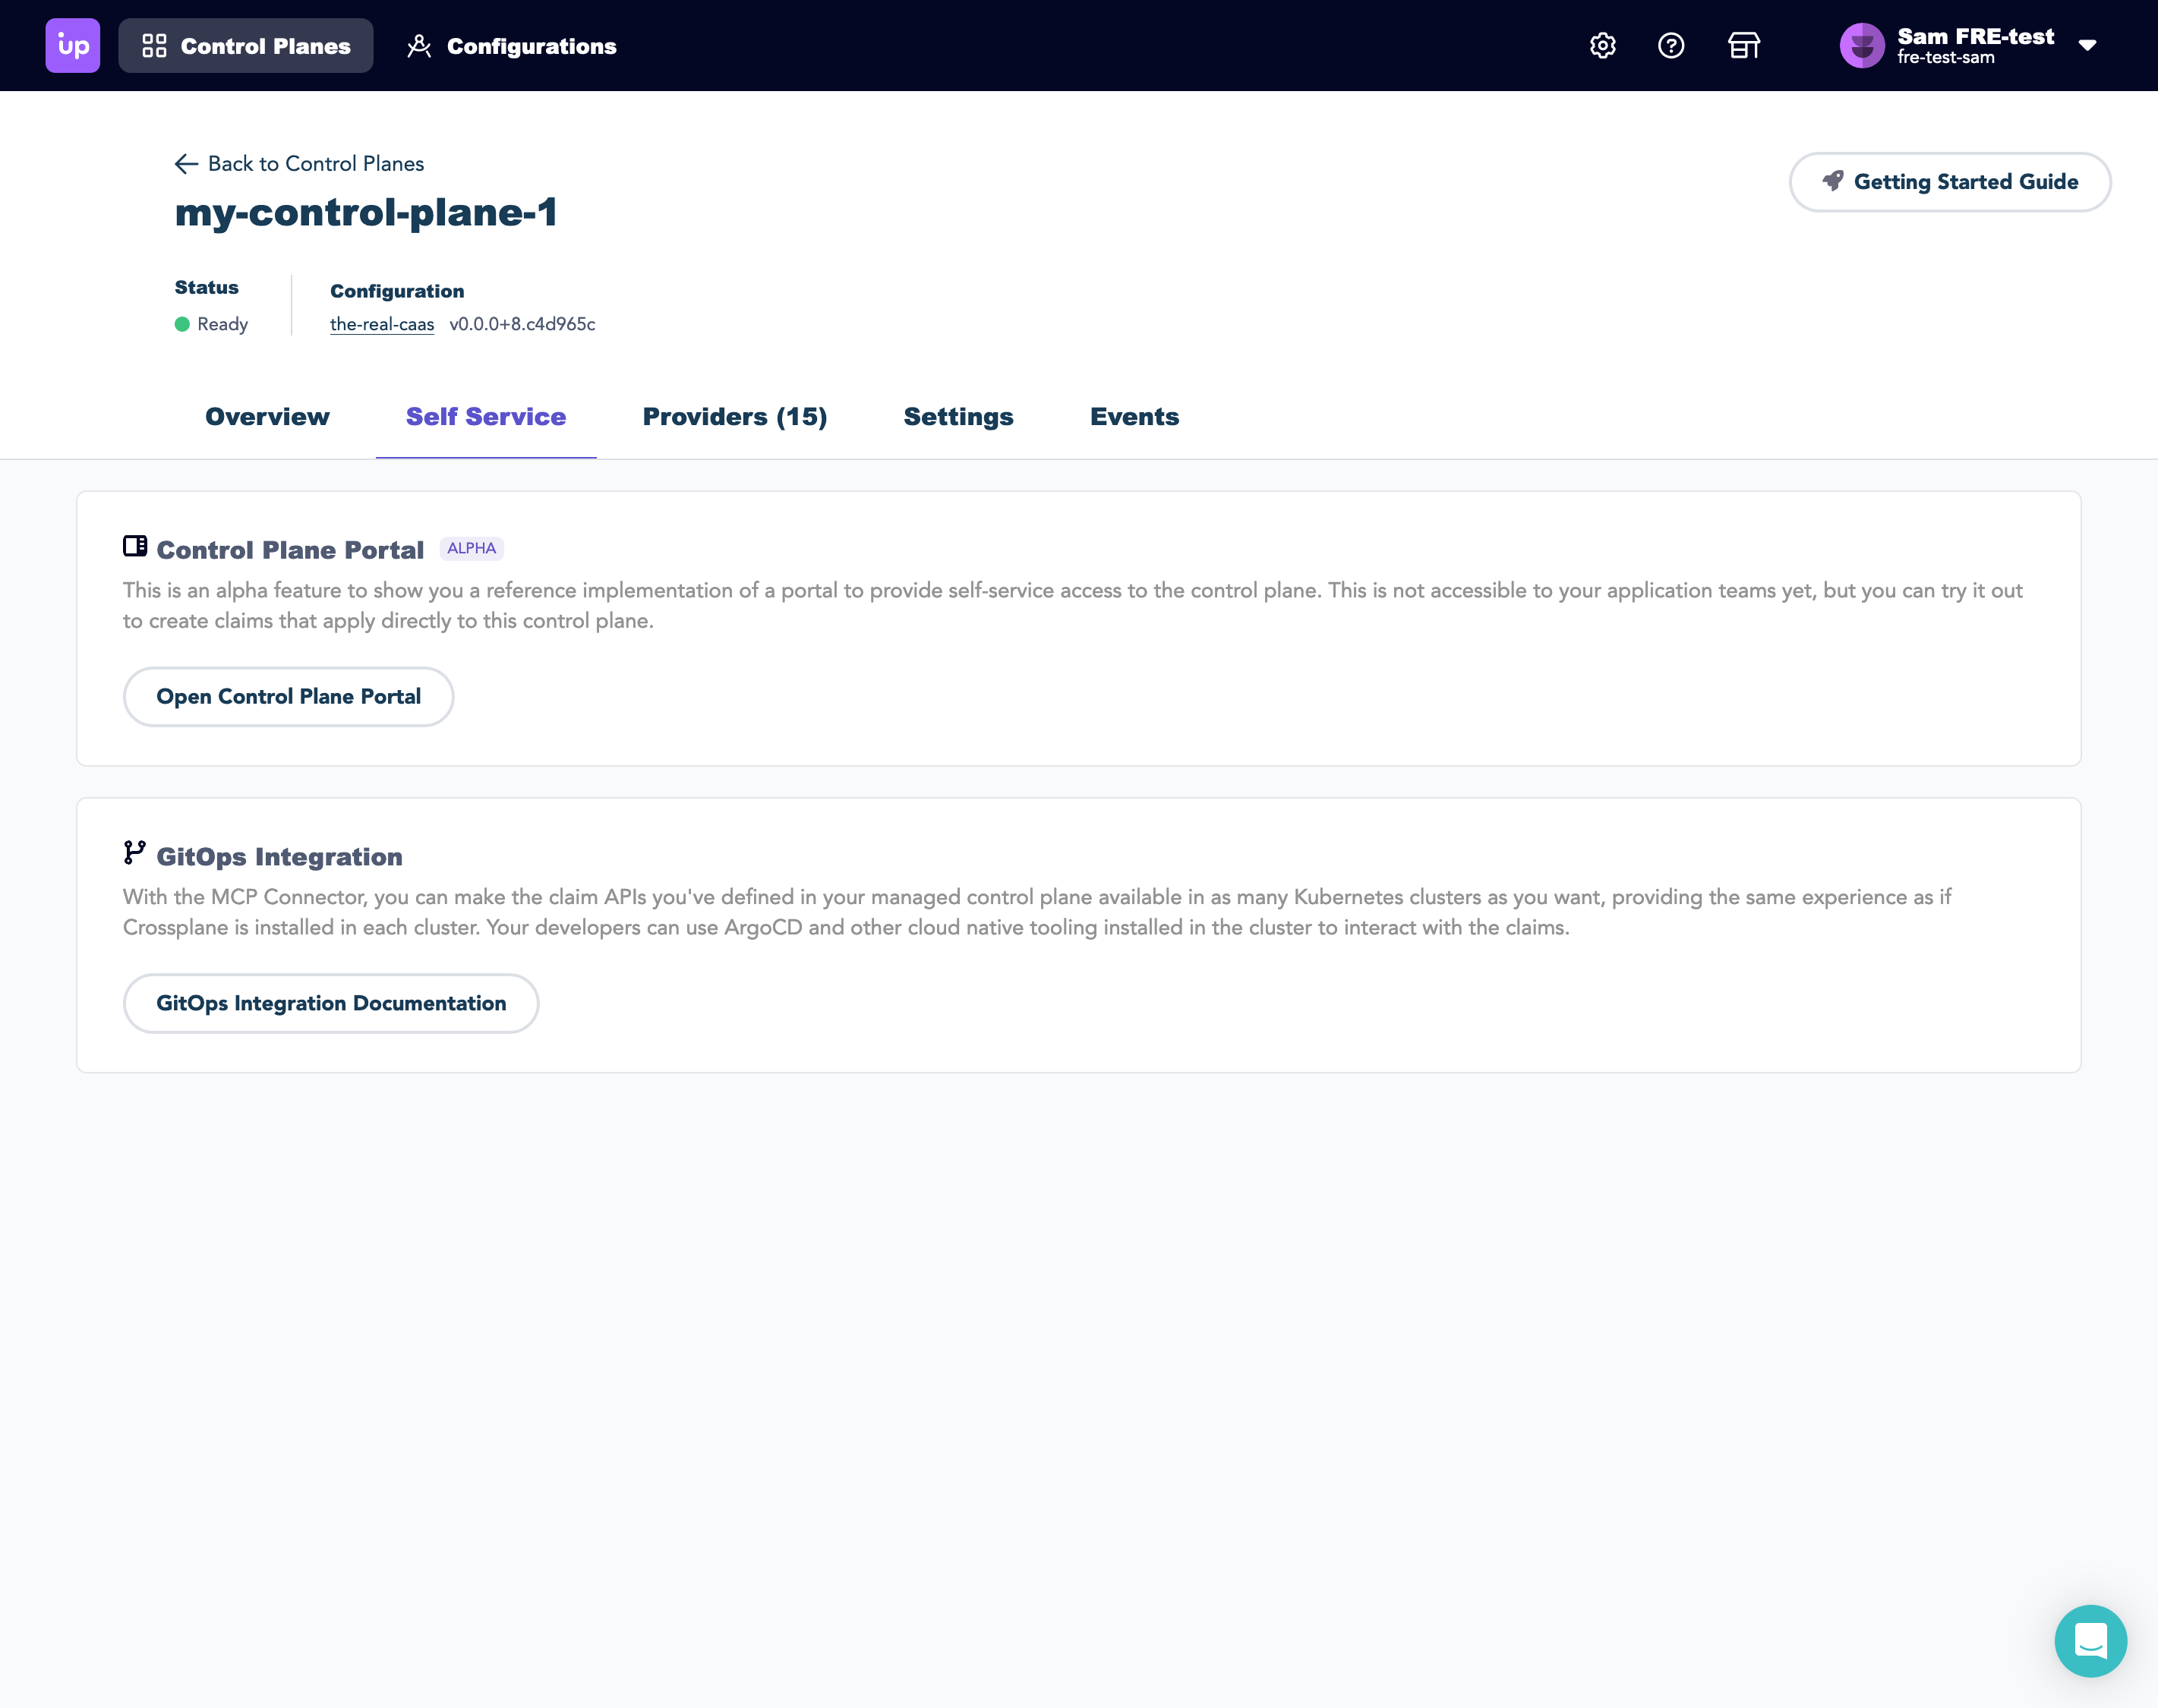 up Control Planes Configurations Sam FRE-test
fre-test-sam
Back to Control Planes
Getting Started Guide
my-control-plane-1
Status
Configuration
Ready
the-real-caas v0.0.0+8.c4d965c
Overview Self Service Providers (15) Settings Events
Control Plane Portal ALPHA
This is an alpha feature to show you a reference implementation of a portal to provide self-service access to the control plane. This is not accessible to your application teams yet, but you can try it out
to create claims that apply directly to this control plane.
Open Control Plane Portal
GitOps Integration
With the MCP Connector, you can make the claim APIs you've defined in your managed control plane available in as many Kubernetes clusters as you want, providing the same experience as if
Crossplane is installed in each cluster. Your developers can use ArgoCD and other cloud native tooling installed in the cluster to interact with the claims.
GitOps Integration Documentation